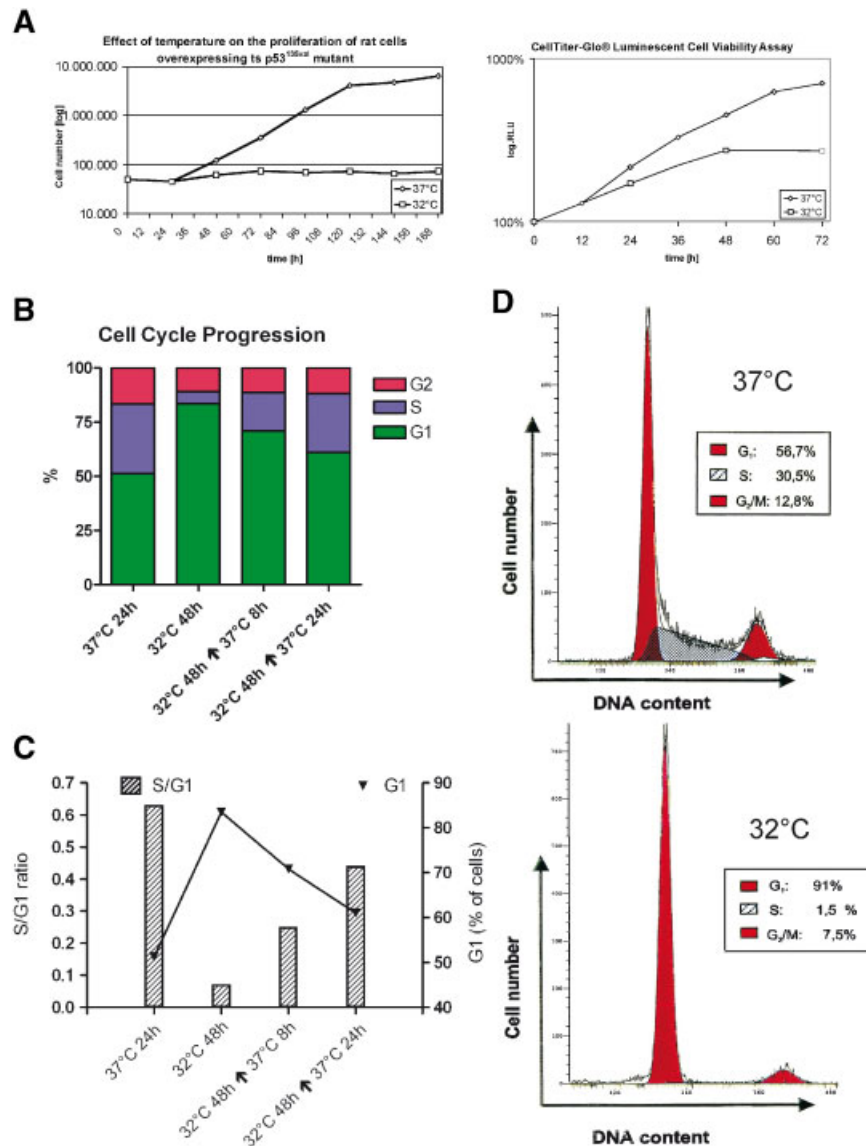 A
Effect of temperature on the proliferation of rat cells
overexpressing ts p53¹³⁵ᵛᵃˡ mutant
10.000.000
1.000.000
100.000
10.000
Cell number [log]
0 12 24 36 48 60 72 84 96 108 120 132 144 156 168
time [h]
37°C
32°C
CellTiter-Glo® Luminescent Cell Viability Assay
1000%
100%
log.RLU
0 12 24 36 48 60 72
time [h]
37°C
32°C
B
Cell Cycle Progression
100
75
50
25
0
%
G2
S
G1
37°C 24h
32°C 48h
32°C 48h ➔ 37°C 8h
32°C 48h ➔ 37°C 24h
C
S/G1
G1
0.7
0.6
0.5
0.4
0.3
0.2
0.1
0.0
S/G1 ratio
90
80
70
60
50
40
G1 (% of cells)
37°C 24h
32°C 48h
32°C 48h ➔ 37°C 8h
32°C 48h ➔ 37°C 24h
D
37°C
G₁: 56,7%
S: 30,5%
G₂/M: 12,8%
Cell number
DNA content
32°C
G₁: 91%
S: 1,5 %
G₂/M: 7,5%
Cell number
DNA content